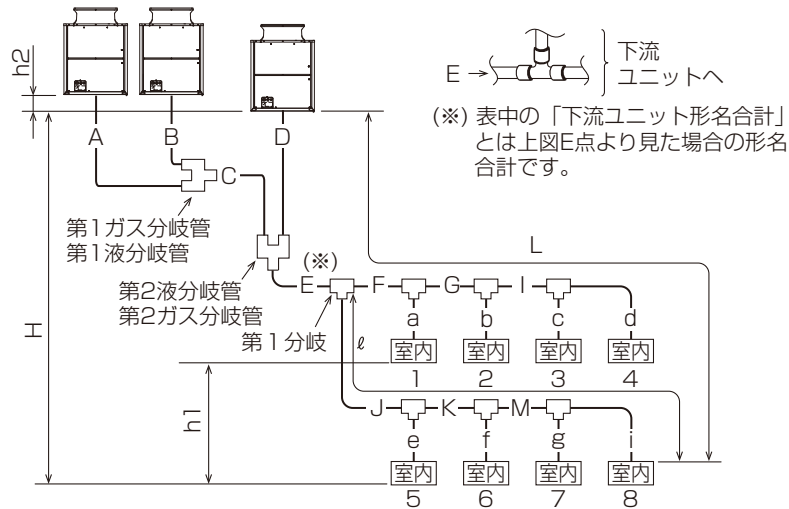 h2
A
B
D
C
E →
下流
ユニットへ
(※) 表中の「下流ユニット形名合計」
とは上図E点より見た場合の形名
合計です。
第1ガス分岐管
第1液分岐管
L
(※)
第2液分岐管
第2ガス分岐管
E
F
G
I
第1分岐
ℓ
H
a
b
c
d
室内
室内
室内
室内
1
2
3
4
h1
J
K
M
e
f
g
i
室内
室内
室内
室内
5
6
7
8